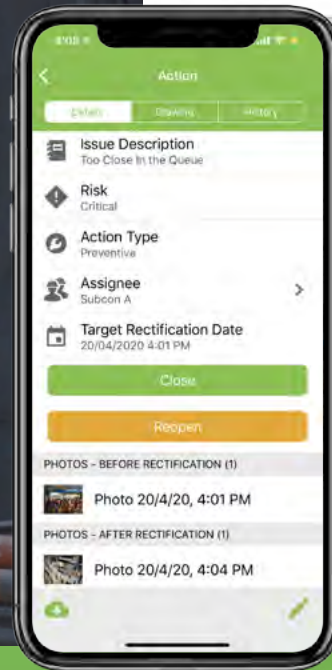 Action
Details
Drawing
History
Issue Description
Too Close In the Queue
Risk
Critical
Action Type
Preventive
Assignee
Subcon A
Target Rectification Date
20/04/2020 4:01 PM
Close
Reopen
PHOTOS - BEFORE RECTIFICATION (1)
Photo 20/4/20, 4:01 PM
PHOTOS - AFTER RECTIFICATION (1)
Photo 20/4/20, 4:04 PM